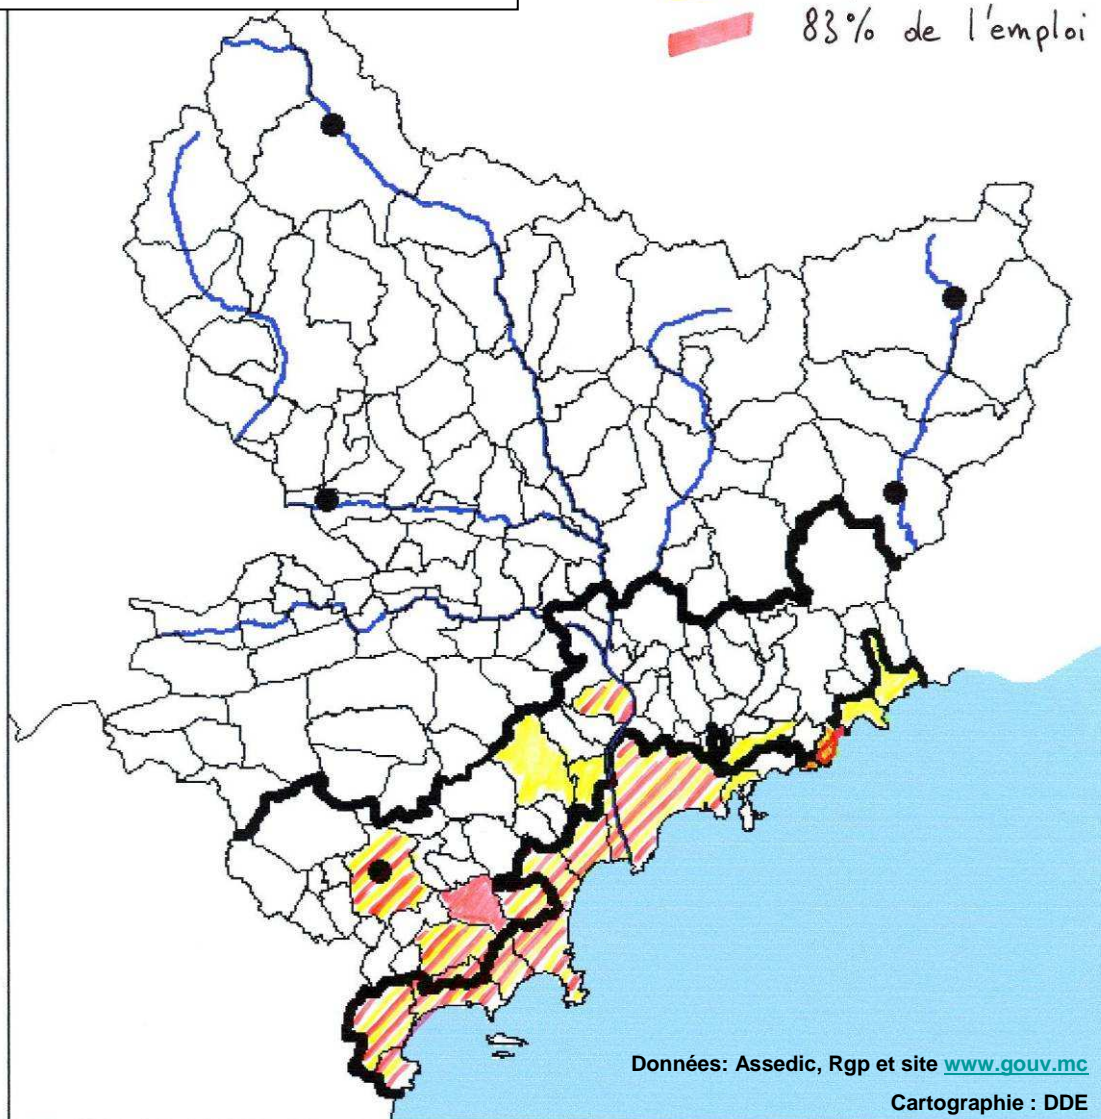 83% de l'emploi
Données: Assedic, Rgp et site www.gouv.mc
Cartographie : DDE